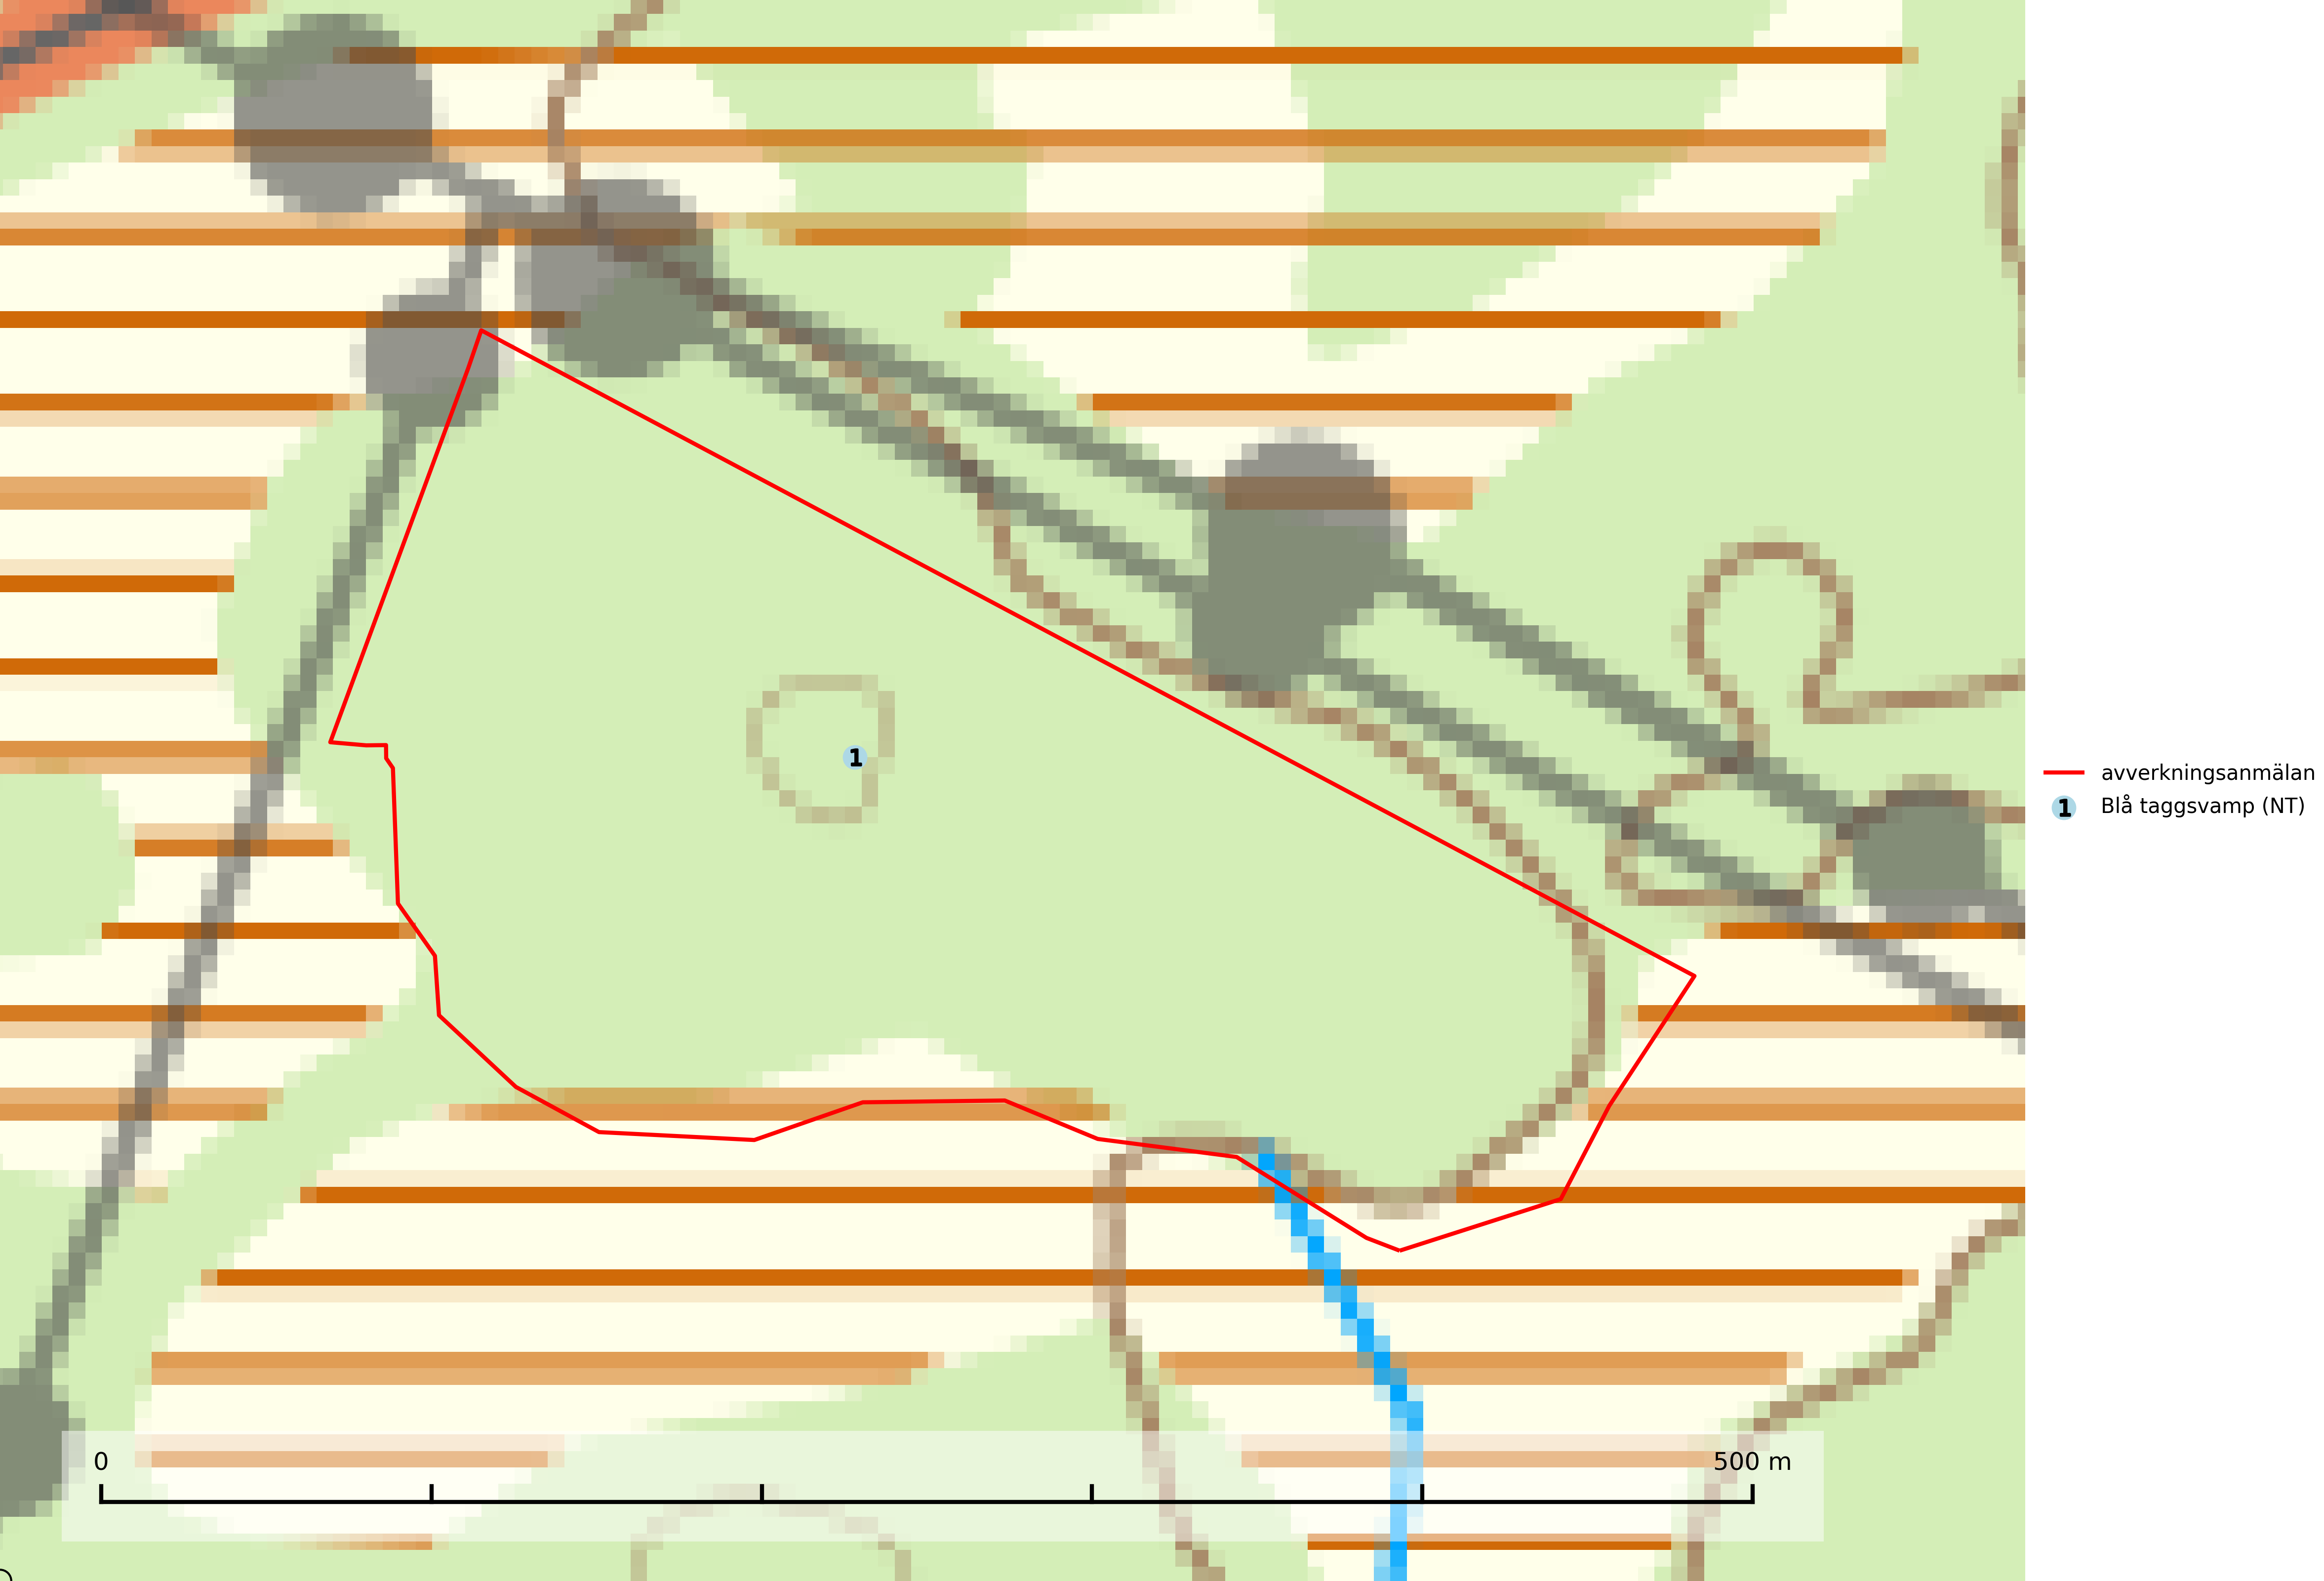 1
avverkningsanmälan
1 Blå taggsvamp (NT)
0 500 m